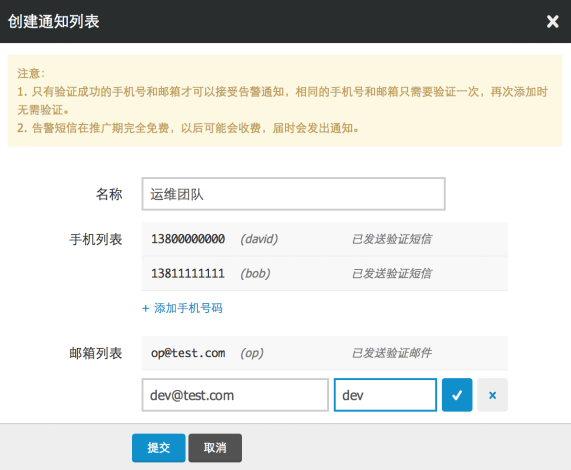 创建通知列表
注意:
1. 只有验证成功的手机号和邮箱才可以接受告警通知，相同的手机号和邮箱只需要验证一次，再次添加时
无需验证。
2. 告警短信在推广期完全免费，以后可能会收费，届时会发出通知。
名称 运维团队
手机列表 13800000000 (david) 已发送验证短信
13811111111 (bob) 已发送验证短信
+ 添加手机号码
邮箱列表 op@test.com (op) 已发送验证邮件
dev@test.com dev
提交 取消